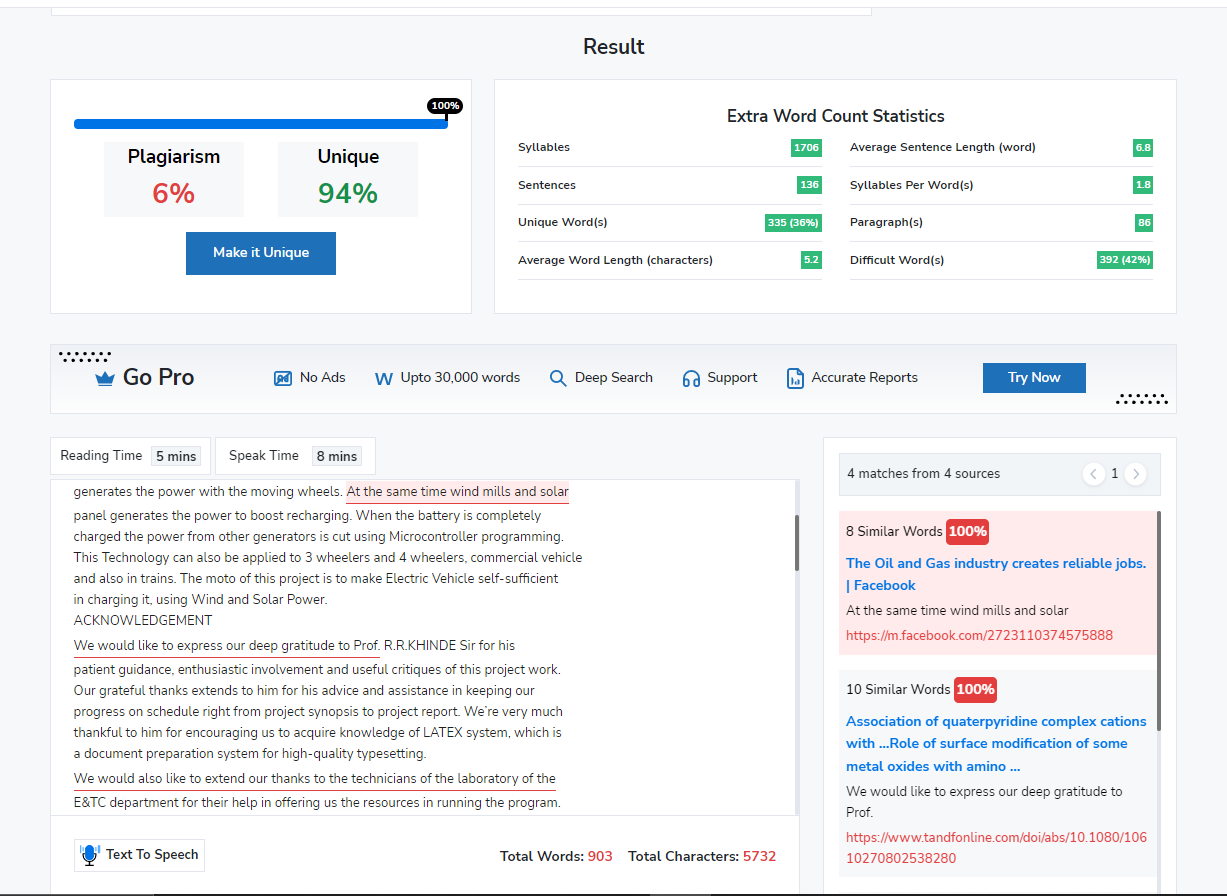 Result
100%
Plagiarism
6%
Unique
94%
Make it Unique
Extra Word Count Statistics
Syllables 1706
Sentences 136
Unique Word(s) 335 (36%)
Average Word Length (characters) 5.2
Average Sentence Length (word) 6.8
Syllables Per Word(s) 1.8
Paragraph(s) 86
Difficult Word(s) 392 (42%)
Go Pro
No Ads
Upto 30,000 words
Deep Search
Support
Accurate Reports
Try Now
Reading Time 5 mins
Speak Time 8 mins
generates the power with the moving wheels. At the same time wind mills and solar
panel generates the power to boost recharging. When the battery is completely
charged the power from other generators is cut using Microcontroller programming.
This Technology can also be applied to 3 wheelers and 4 wheelers, commercial vehicle
and also in trains. The moto of this project is to make Electric Vehicle self-sufficient
in charging it, using Wind and Solar Power.
ACKNOWLEDGEMENT
We would like to express our deep gratitude to Prof. R.R.KHINDE Sir for his
patient guidance, enthusiastic involvement and useful critiques of this project work.
Our grateful thanks extends to him for his advice and assistance in keeping our
progress on schedule right from project synopsis to project report. We're very much
thankful to him for encouraging us to acquire knowledge of LATEX system, which is
a document preparation system for high-quality typesetting.
We would also like to extend our thanks to the technicians of the laboratory of the
E&TC department for their help in offering us the resources in running the program.
Text To Speech
Total Words: 903 Total Characters: 5732
4 matches from 4 sources
1
8 Similar Words 100%
The Oil and Gas industry creates reliable jobs.
| Facebook
At the same time wind mills and solar
https://m.facebook.com/2723110374575888
10 Similar Words 100%
Association of quaterpyridine complex cations
with ...Role of surface modification of some
metal oxides with amino ...
We would like to express our deep gratitude to
Prof.
https://www.tandfonline.com/doi/abs/10.1080/106
10270802538280